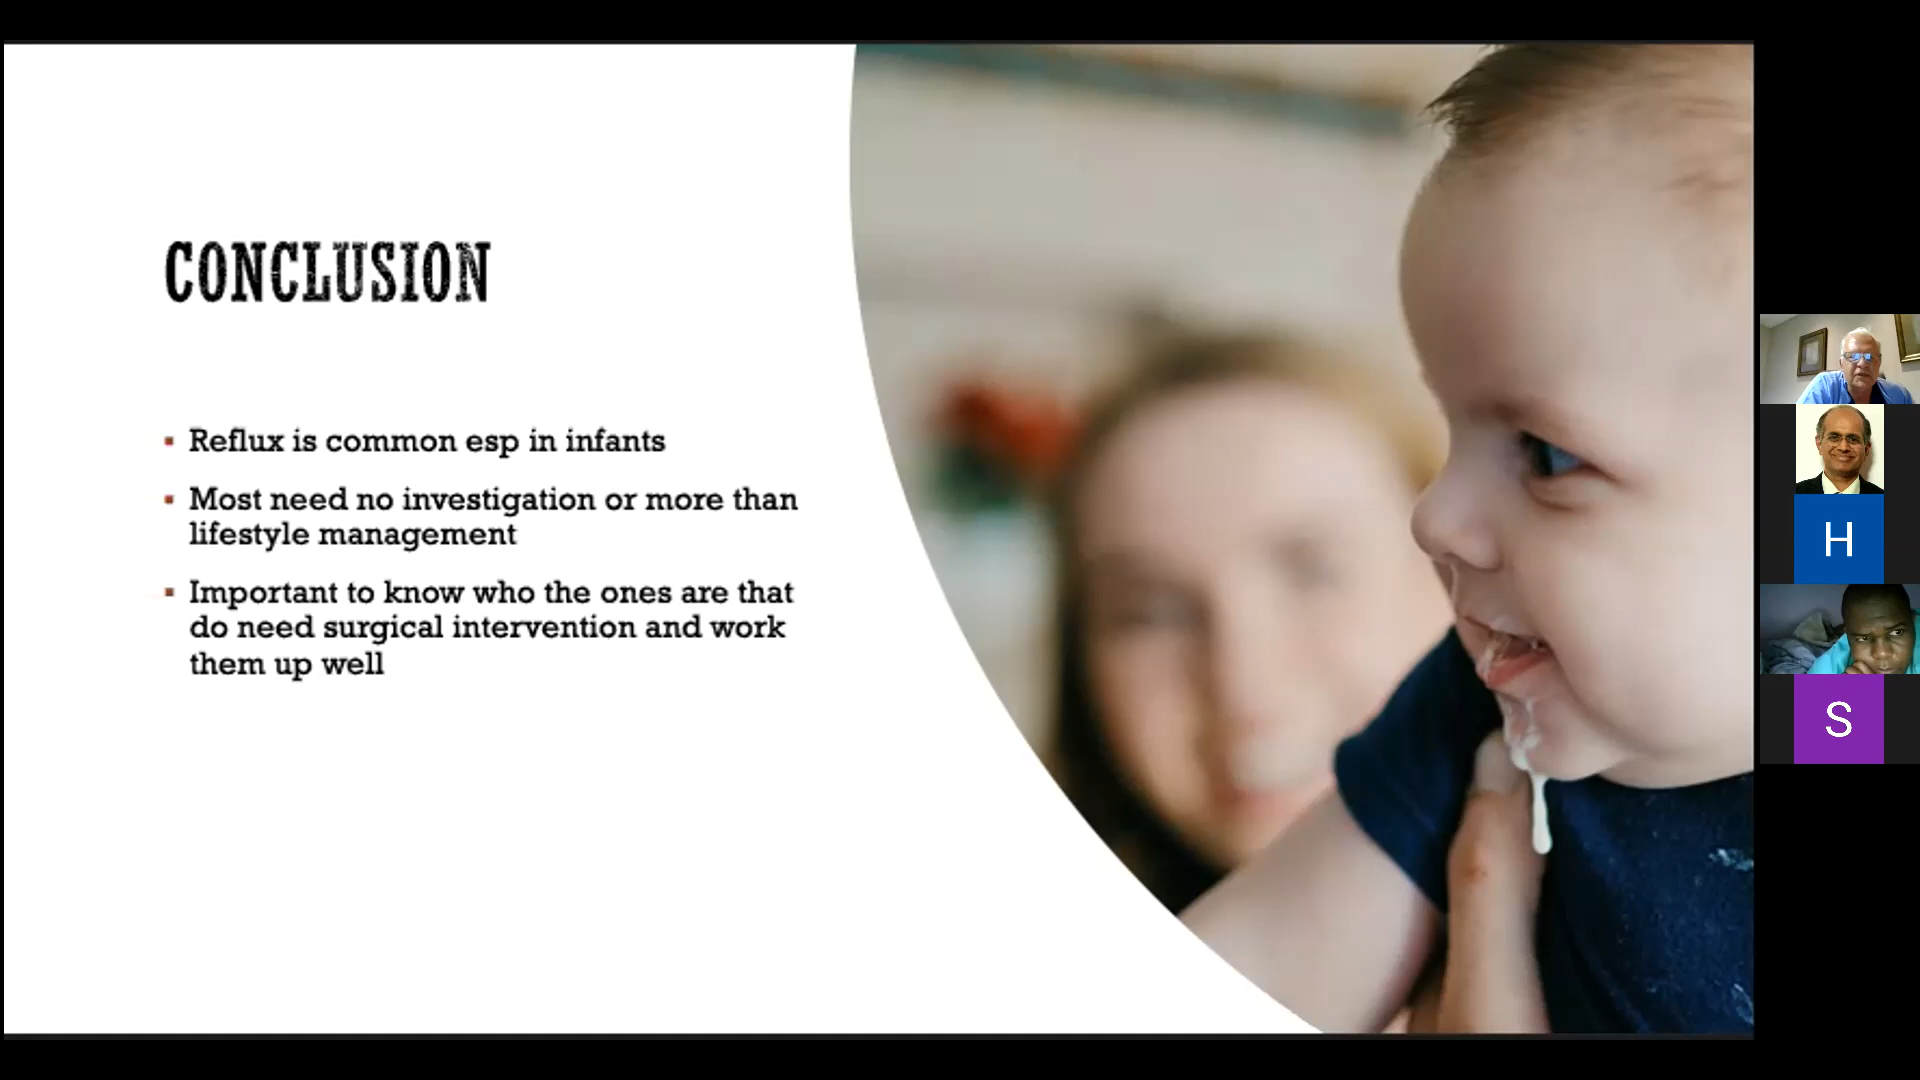 CONCLUSION
▪ Reflux is common esp in infants
▪ Most need no investigation or more than
lifestyle management
▪ Important to know who the ones are that
do need surgical intervention and work
them up well
H
S